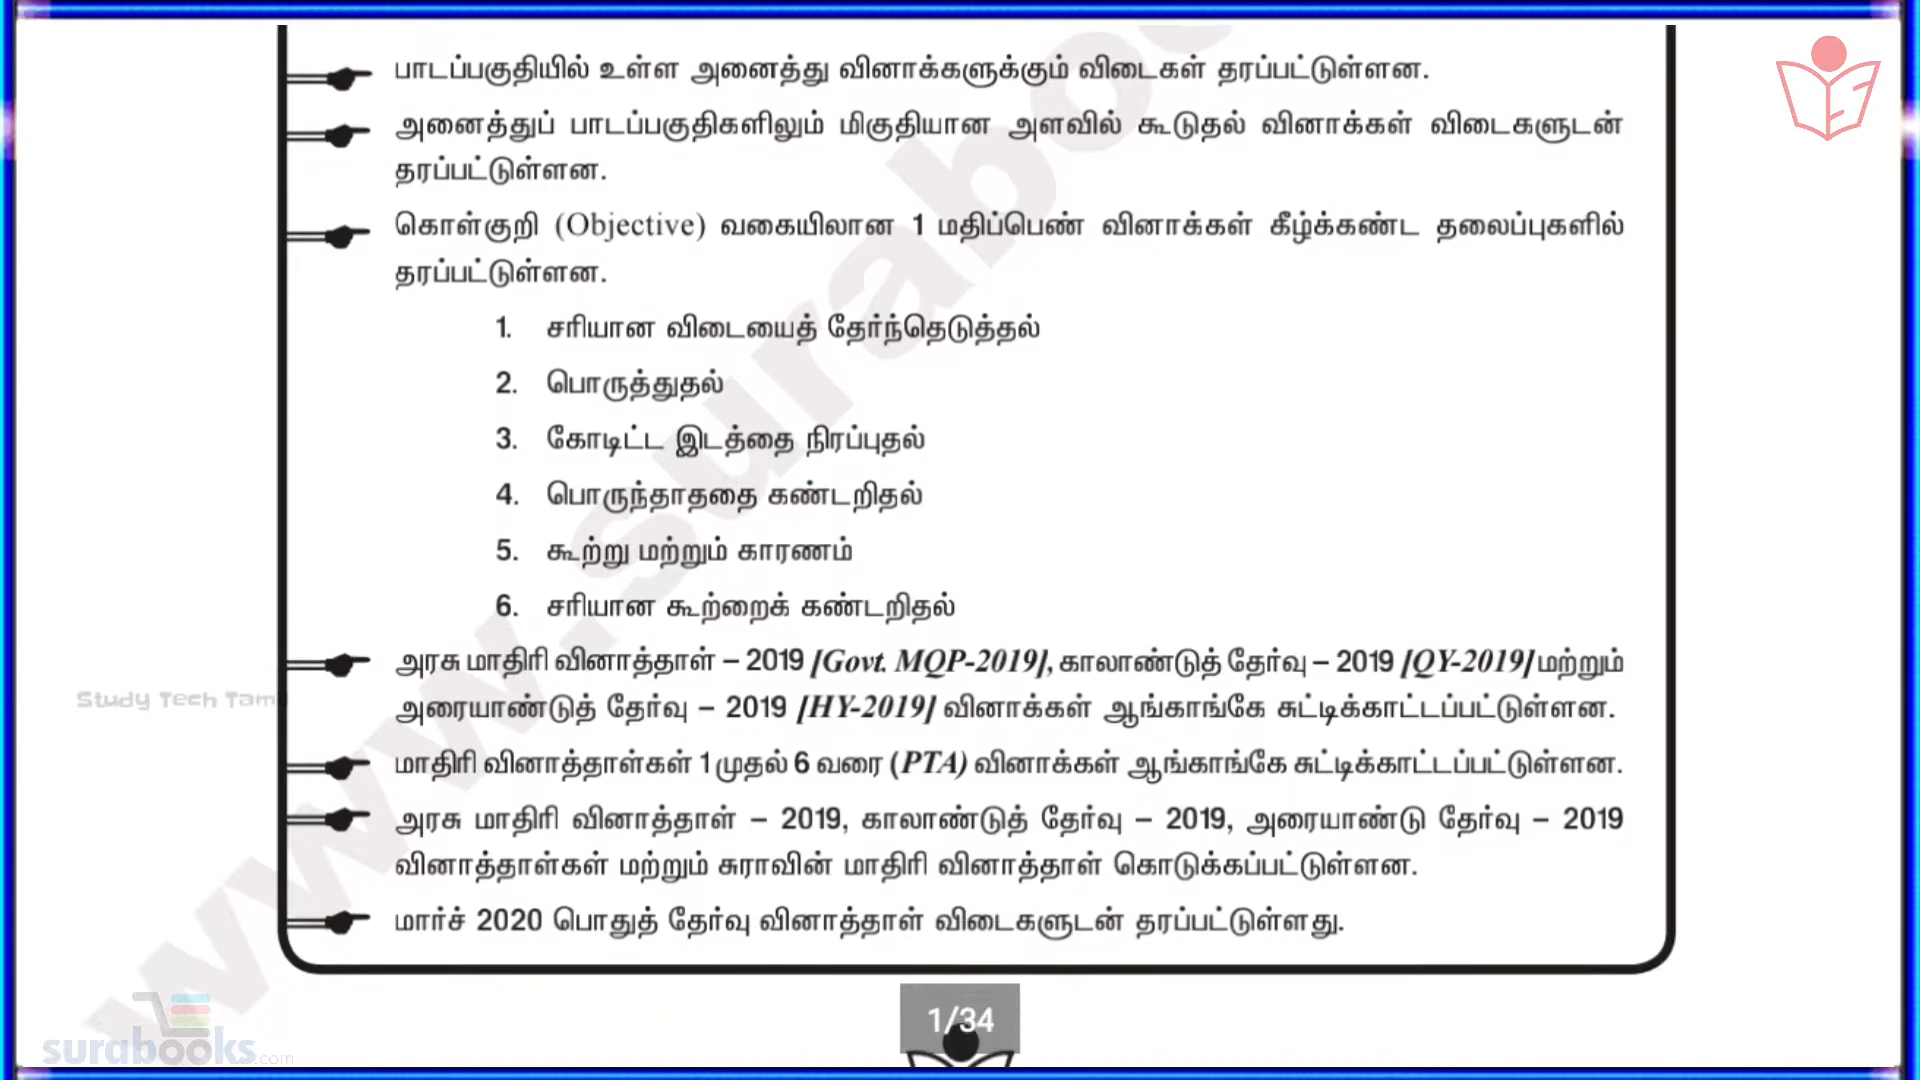 பாடப்பகுதியில் உள்ள அனைத்து வினாக்களுக்கும் விடைகள் தரப்பட்டுள்ளன.
அனைத்துப் பாடப்பகுதிகளிலும் மிகுதியான அளவில் கூடுதல் வினாக்கள் விடைகளுடன்
தரப்பட்டுள்ளன.
கொள்குறி (Objective) வகையிலான 1 மதிப்பெண் வினாக்கள் கீழ்க்கண்ட தலைப்புகளில்
தரப்பட்டுள்ளன.
1. சரியான விடையைத் தேர்ந்தெடுத்தல்
2. பொருத்துதல்
3. கோடிட்ட இடத்தை நிரப்புதல்
4. பொருந்தாததை கண்டறிதல்
5. கூற்று மற்றும் காரணம்
6. சரியான கூற்றைக் கண்டறிதல்
அரசு மாதிரி வினாத்தாள் – 2019 [Govt. MQP-2019], காலாண்டுத் தேர்வு – 2019 [QY-2019] மற்றும்
அரையாண்டுத் தேர்வு – 2019 [HY-2019] வினாக்கள் ஆங்காங்கே சுட்டிக்காட்டப்பட்டுள்ளன.
மாதிரி வினாத்தாள்கள் 1 முதல் 6 வரை (PTA) வினாக்கள் ஆங்காங்கே சுட்டிக்காட்டப்பட்டுள்ளன.
அரசு மாதிரி வினாத்தாள் – 2019, காலாண்டுத் தேர்வு – 2019, அரையாண்டு தேர்வு – 2019
வினாத்தாள்கள் மற்றும் சுராவின் மாதிரி வினாத்தாள் கொடுக்கப்பட்டுள்ளன.
மார்ச் 2020 பொதுத் தேர்வு வினாத்தாள் விடைகளுடன் தரப்பட்டுள்ளது.
Study Tech Tam
1/34
surabooks.com
www.surabo